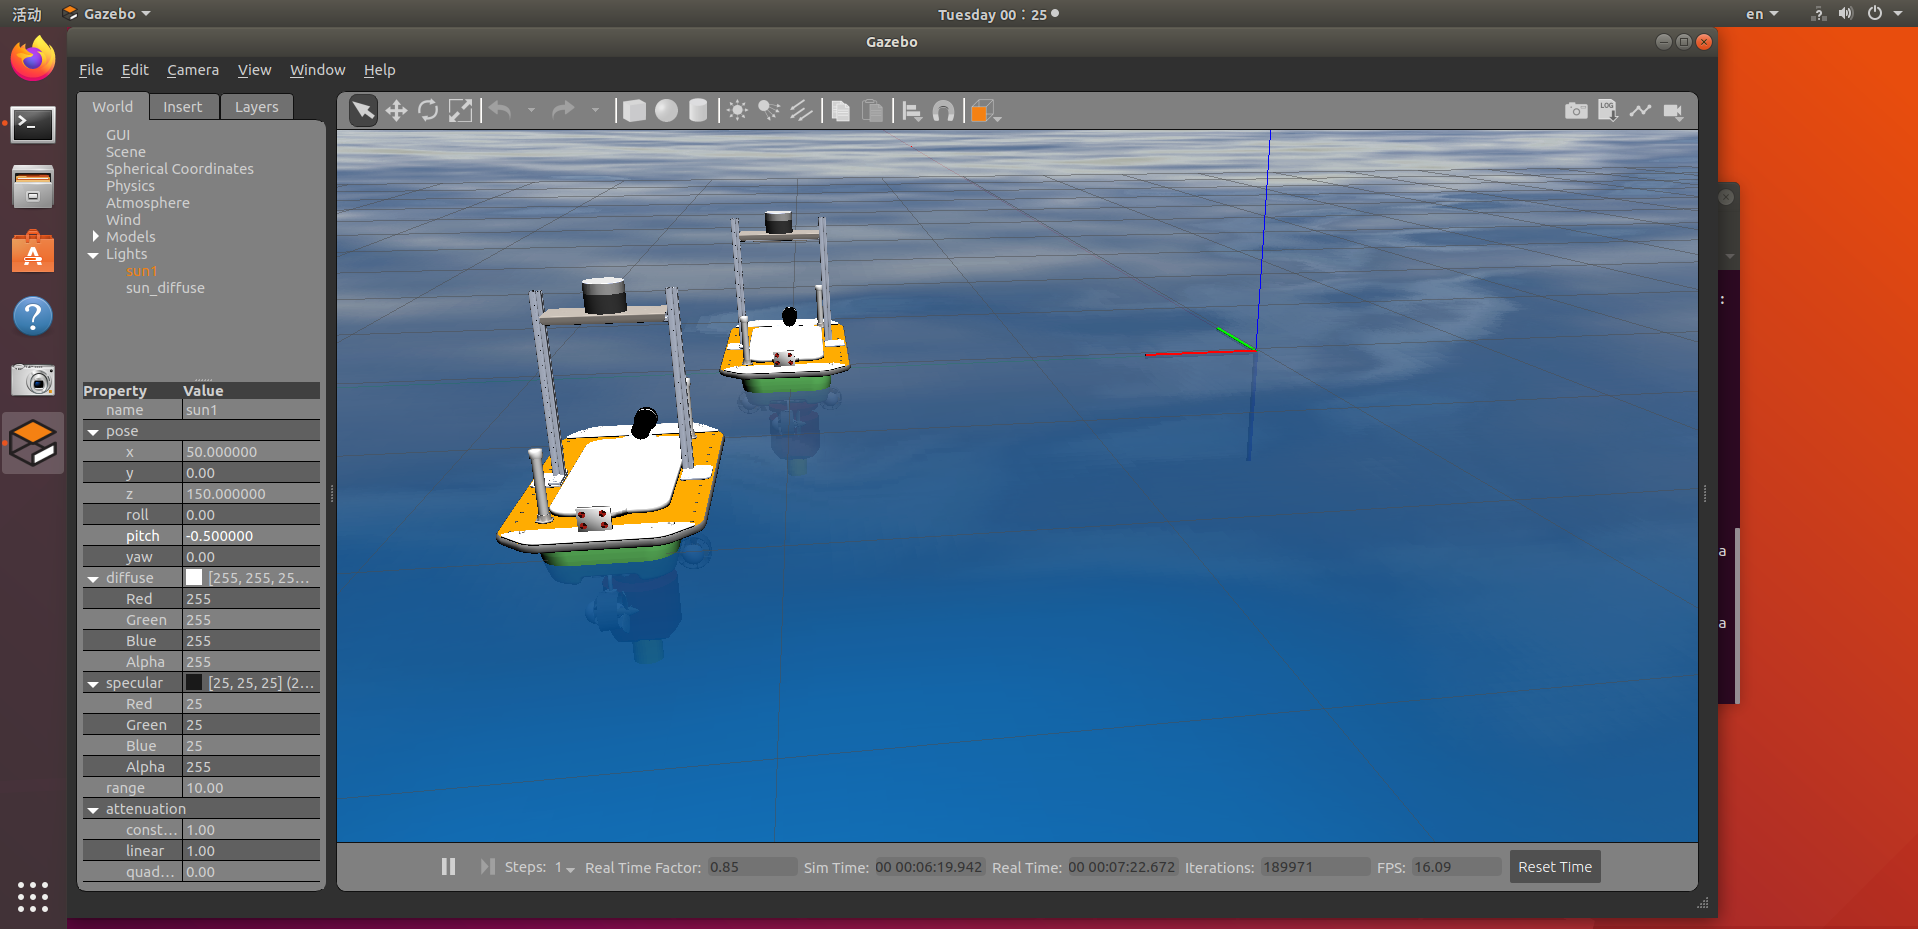 活动 Gazebo Tuesday 00：25 en
Gazebo
File Edit Camera View Window Help
World Insert Layers
LOG
GUI
Scene
Spherical Coordinates
Physics
Atmosphere
Wind
Models
Lights
sun1
sun_diffuse
Property Value
name sun1
pose
x 50.000000
y 0.00
z 150.000000
roll 0.00
pitch -0.500000
yaw 0.00
diffuse [255, 255, 25...
Red 255
Green 255
Blue 255
Alpha 255
specular [25, 25, 25] (2...
Red 25
Green 25
Blue 25
Alpha 255
range 10.00
attenuation
const... 1.00
linear 1.00
quad... 0.00
Steps: 1 Real Time Factor: 0.85 Sim Time: 00 00:06:19.942 Real Time: 00 00:07:22.672 Iterations: 189971 FPS: 16.09 Reset Time
:
a
a